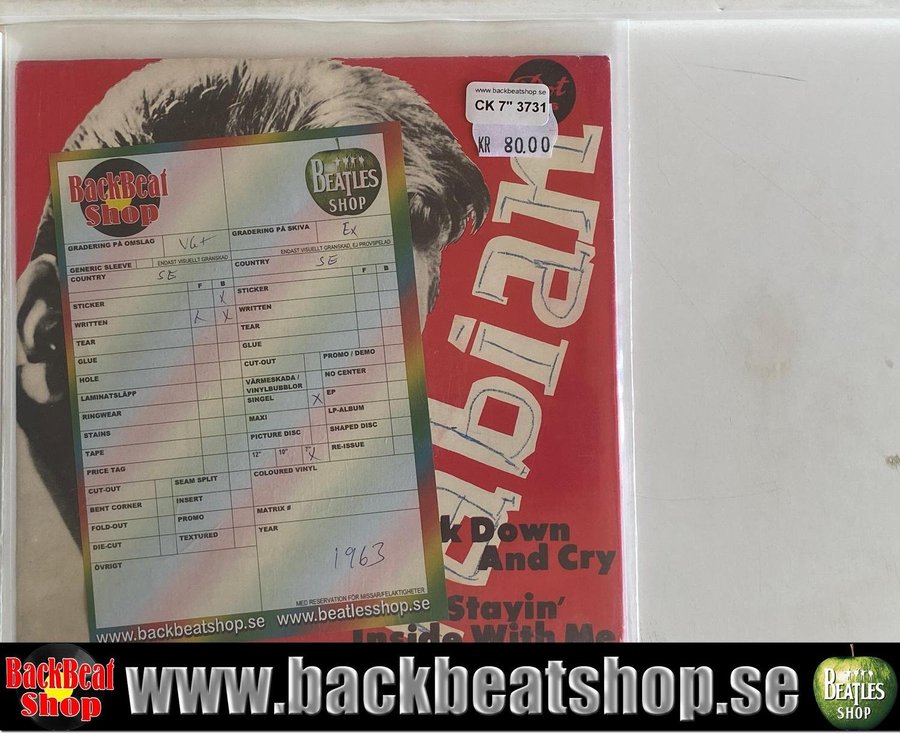 www.backbeatshop.se
CK 7" 3731
KR 80.00
abian
k Down
And Cry
Stayin'
Inside With Me
BackBeat
Shop
BEATLES
SHOP
GRADERING PÅ OMSLAG VG+
GRADERING PÅ SKIVA Ex
GENERIC SLEEVE
ENDAST VISUELLT GRANSKAD
ENDAST VISUELLT GRANSKAD, EJ PROVSPELAD
COUNTRY SE
COUNTRY SE
F B
F B
STICKER X
STICKER
WRITTEN X X
WRITTEN
TEAR
TEAR
GLUE
GLUE
HOLE
CUT-OUT
PROMO / DEMO
LAMINATSLÄPP
VÄRMESKADA /
VINYLBUBBLOR
NO CENTER
RINGWEAR
SINGEL X
EP
STAINS
MAXI
LP-ALBUM
TAPE
PICTURE DISC
SHAPED DISC
PRICE TAG
12" 10" 7" X
RE-ISSUE
CUT-OUT
SEAM SPLIT
COLOURED VINYL
BENT CORNER
INSERT
FOLD-OUT
PROMO
MATRIX #
DIE-CUT
TEXTURED
YEAR
ÖVRIGT
1963
MED RESERVATION FÖR MISSAR/FELAKTIGHETER
www.backbeatshop.se www.beatlesshop.se
BackBeat
Shop
www.backbeatshop.se
BEATLES
SHOP